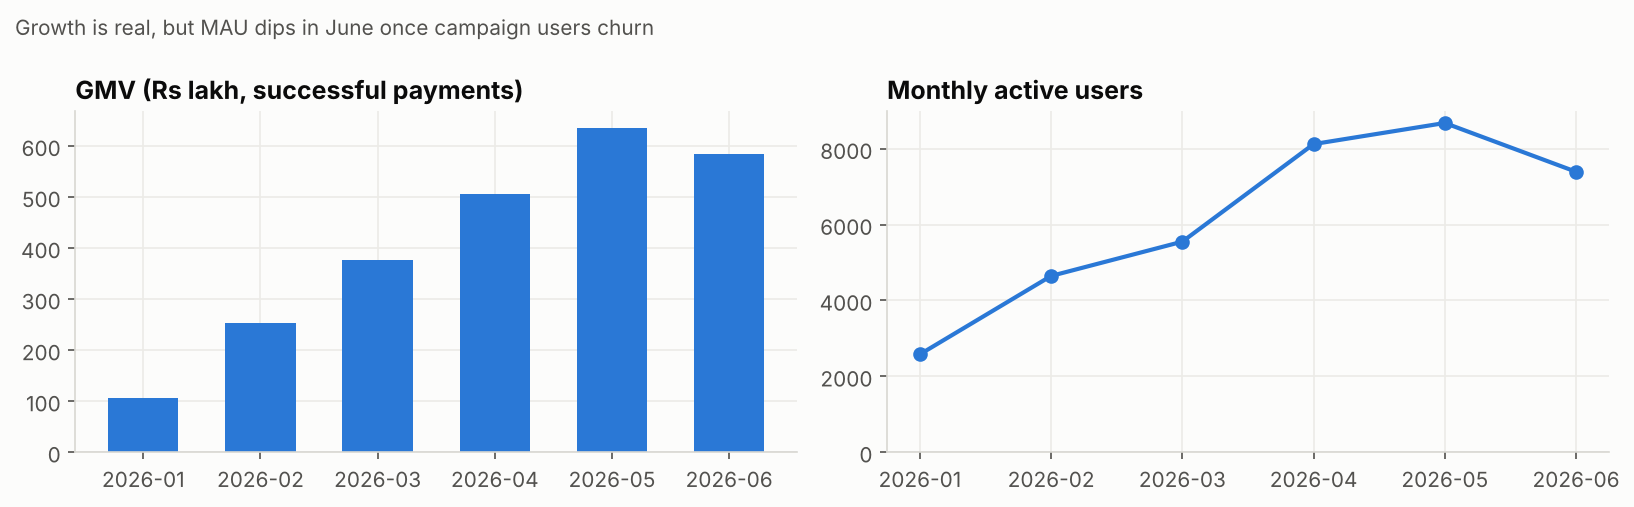 Growth is real, but MAU dips in June once campaign users churn
GMV (Rs lakh, successful payments)
600
500
400
300
200
100
0
2026-01 2026-02 2026-03 2026-04 2026-05 2026-06
Monthly active users
8000
6000
4000
2000
0
2026-01 2026-02 2026-03 2026-04 2026-05 2026-06